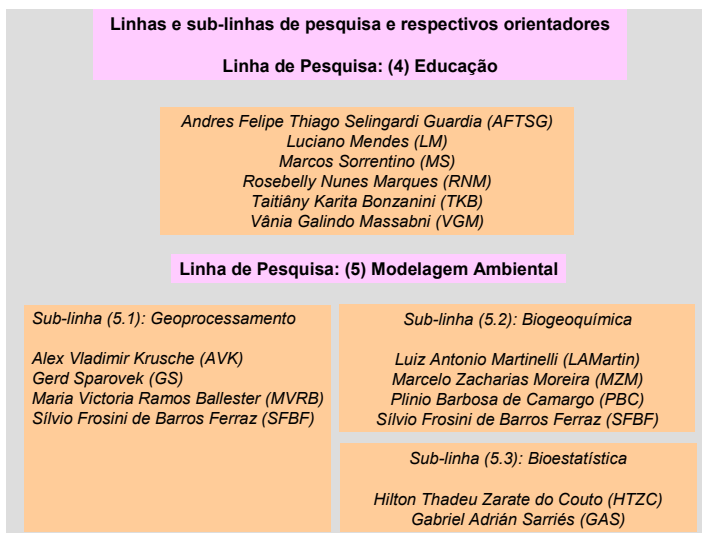 Linhas e sub-linhas de pesquisa e respectivos orientadores
Linha de Pesquisa: (4) Educação
Andres Felipe Thiago Selingardi Guardia (AFTSG)
Luciano Mendes (LM)
Marcos Sorrentino (MS)
Rosebelly Nunes Marques (RNM)
Taitiâny Karita Bonzanini (TKB)
Vânia Galindo Massabni (VGM)
Linha de Pesquisa: (5) Modelagem Ambiental
Sub-linha (5.1): Geoprocessamento
Alex Vladimir Krusche (AVK)
Gerd Sparovek (GS)
Maria Victoria Ramos Ballester (MVRB)
Sílvio Frosini de Barros Ferraz (SFBF)
Sub-linha (5.2): Biogeoquímica
Luiz Antonio Martinelli (LAMartin)
Marcelo Zacharias Moreira (MZM)
Plinio Barbosa de Camargo (PBC)
Sílvio Frosini de Barros Ferraz (SFBF)
Sub-linha (5.3): Bioestatística
Hilton Thadeu Zarate do Couto (HTZC)
Gabriel Adrián Sarriés (GAS)